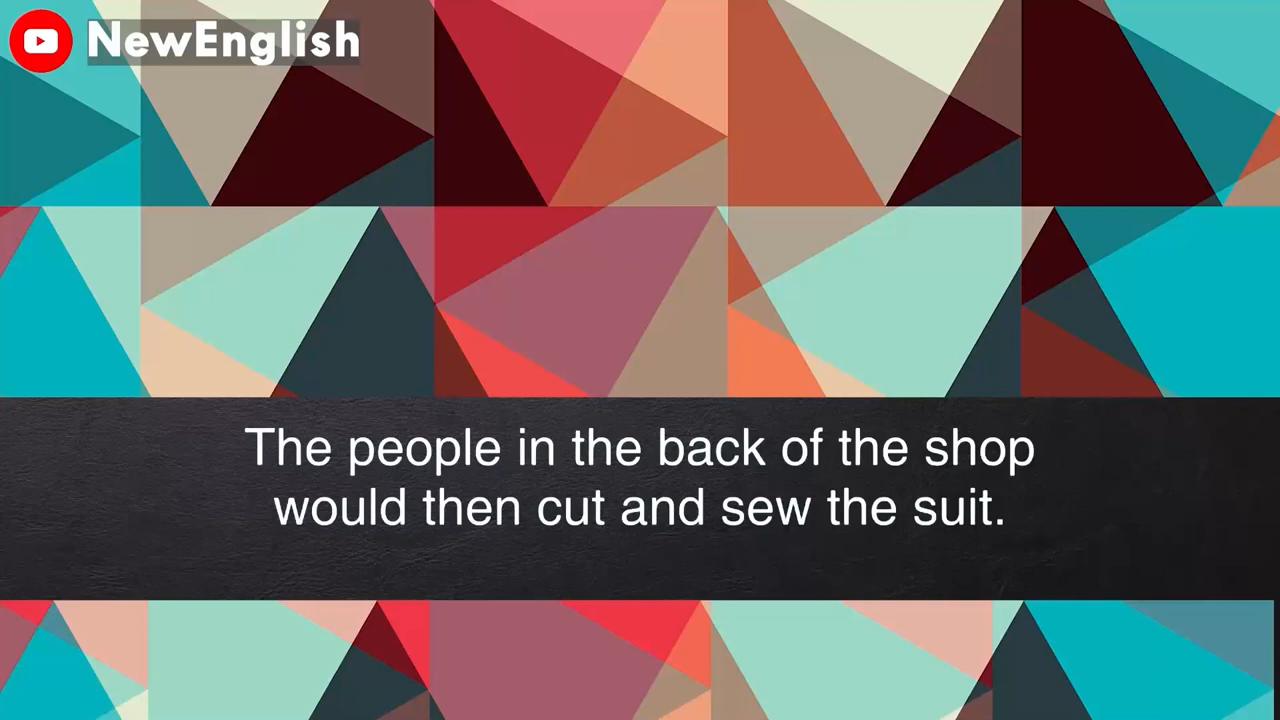 NewEnglish
The people in the back of the shop
would then cut and sew the suit.